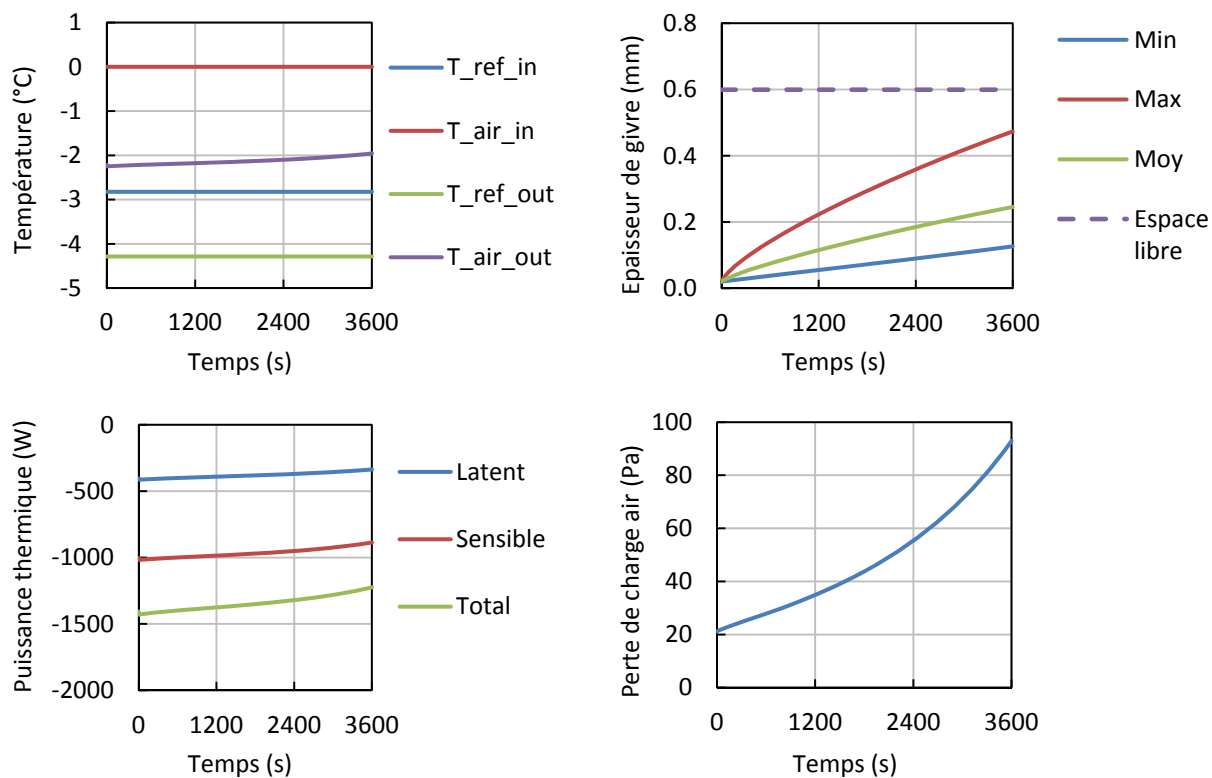 Température (°C)
1
0
-1
-2
-3
-4
-5
0 1200 2400 3600
Temps (s)
T_ref_in
T_air_in
T_ref_out
T_air_out
Epaisseur de givre (mm)
0.8
0.6
0.4
0.2
0.0
0 1200 2400 3600
Temps (s)
Min
Max
Moy
Espace
libre
Puissance thermique (W)
0
-500
-1000
-1500
-2000
0 1200 2400 3600
Temps (s)
Latent
Sensible
Total
Perte de charge air (Pa)
100
80
60
40
20
0
0 1200 2400 3600
Temps (s)